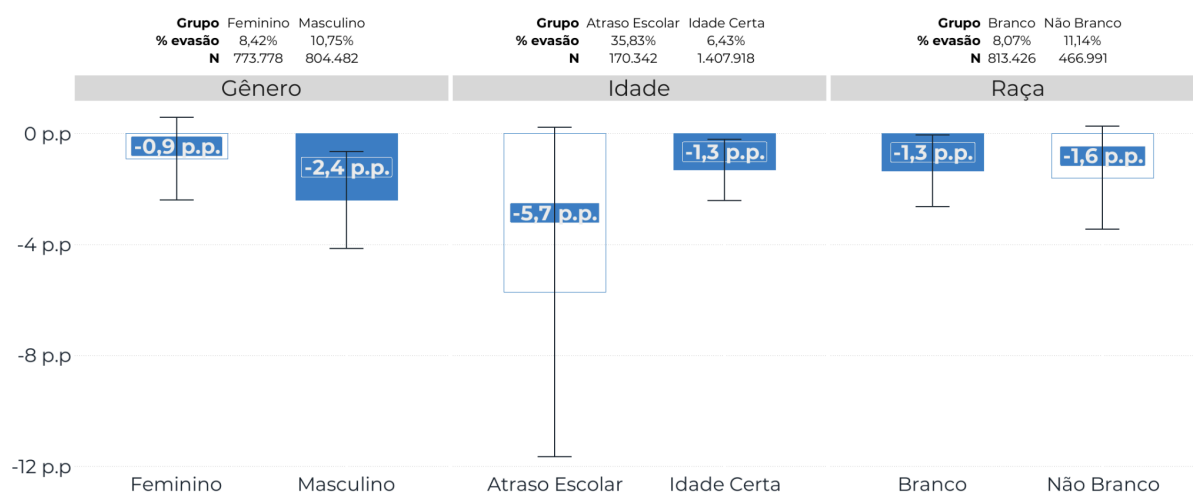 Grupo Feminino Masculino
% evasão 8,42% 10,75%
N 773.778 804.482
Grupo Atraso Escolar Idade Certa
% evasão 35,83% 6,43%
N 170.342 1.407.918
Grupo Branco Não Branco
% evasão 8,07% 11,14%
N 813.426 466.991
Gênero
Idade
Raça
0 p.p
-4 p.p
-8 p.p
-12 p.p
-0,9 p.p.
-2,4 p.p.
-5,7 p.p.
-1,3 p.p.
-1,3 p.p.
-1,6 p.p.
Feminino
Masculino
Atraso Escolar
Idade Certa
Branco
Não Branco